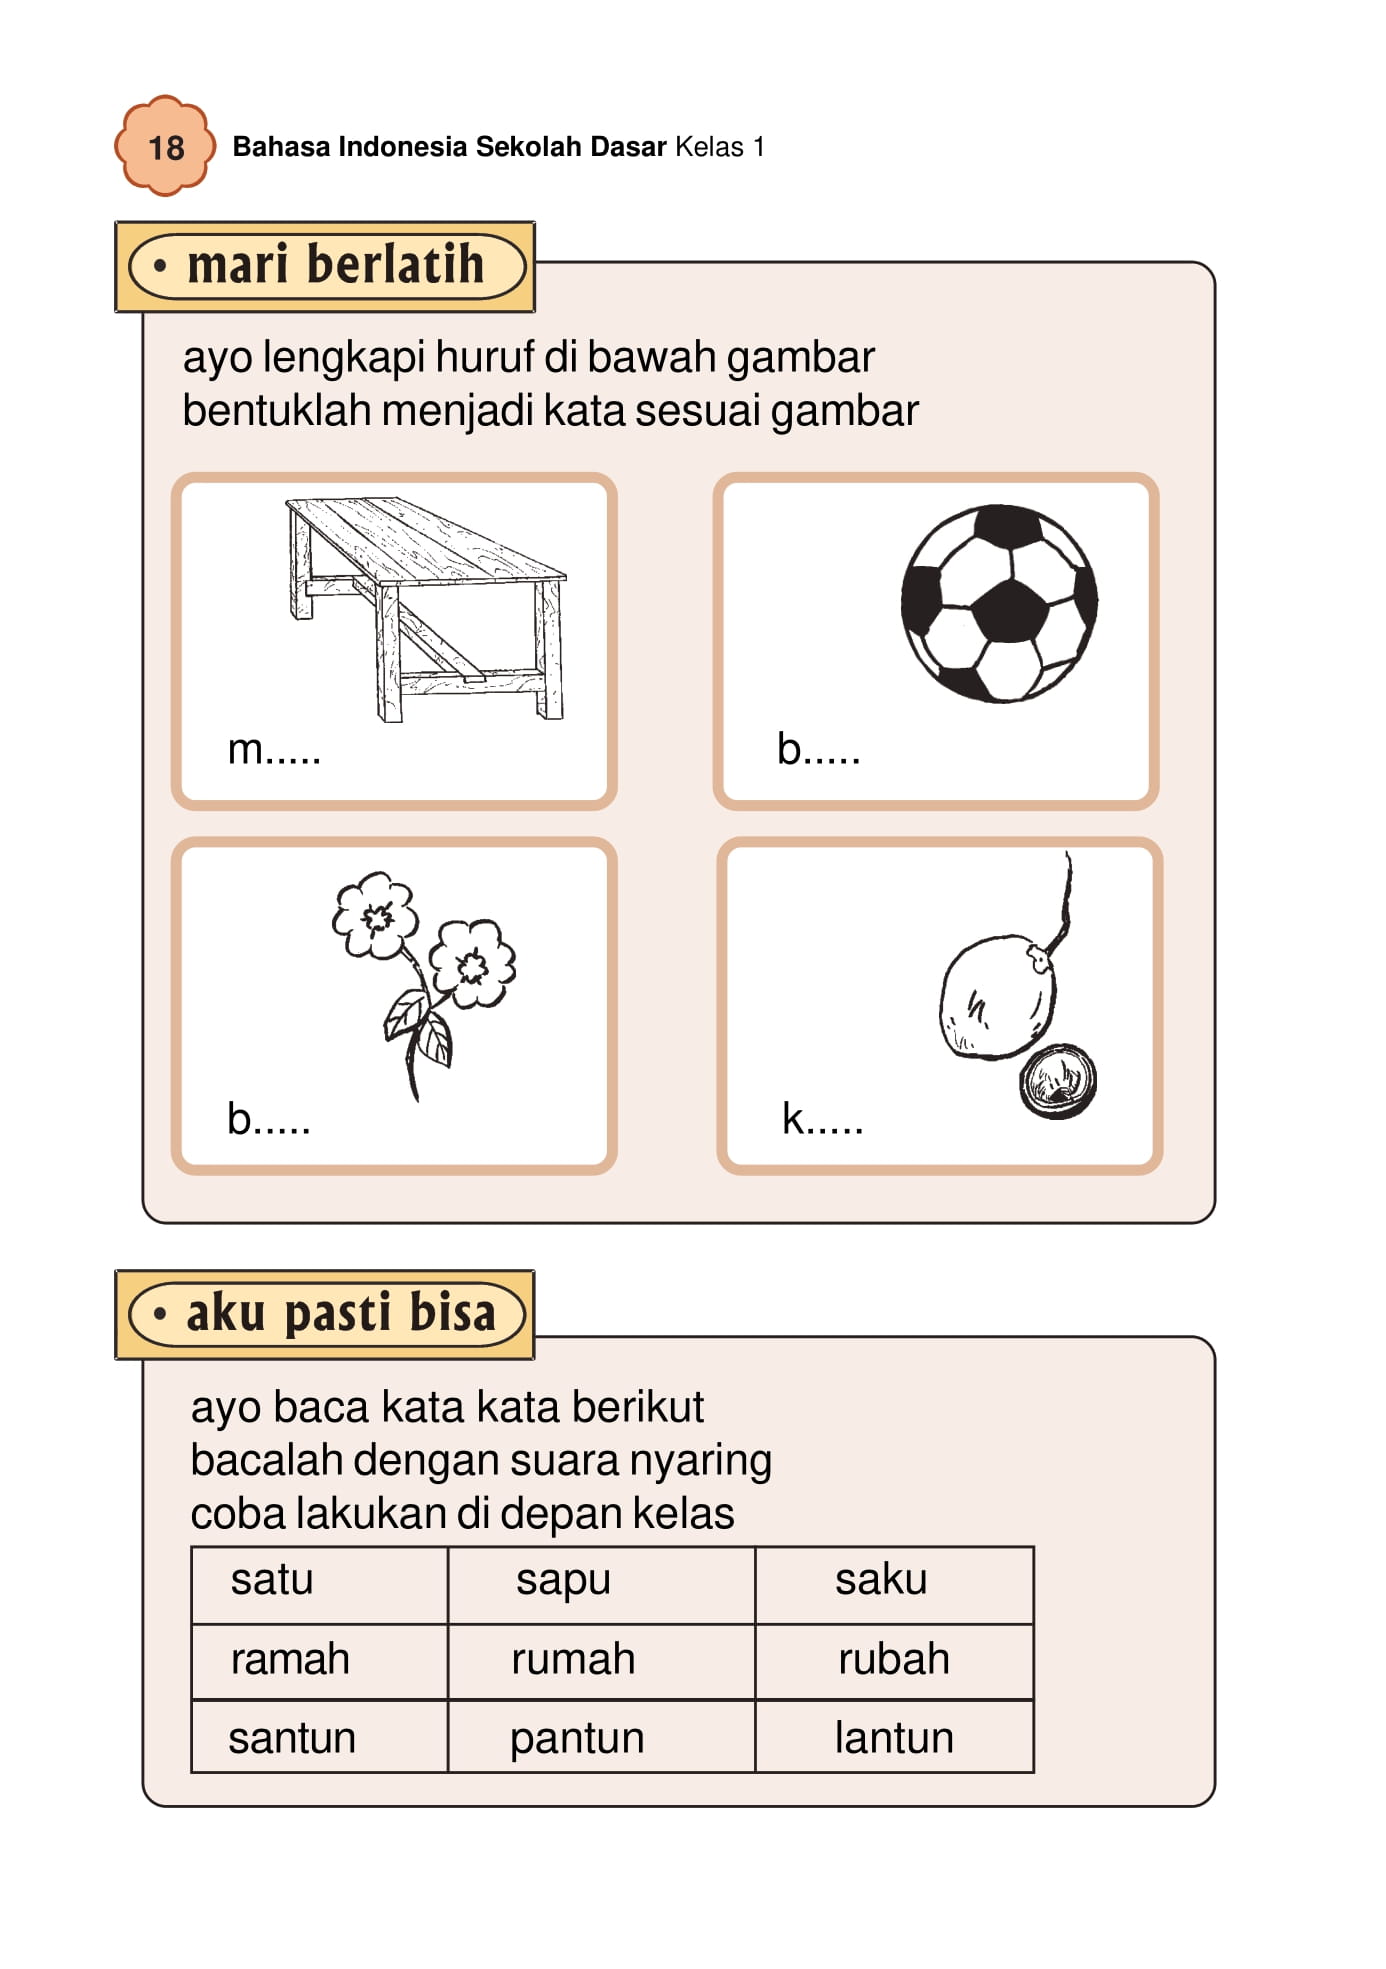 18 Bahasa Indonesia Sekolah Dasar Kelas 1
• mari berlatih
ayo lengkapi huruf di bawah gambar
bentuklah menjadi kata sesuai gambar
m.....
b.....
b.....
k.....
• aku pasti bisa
ayo baca kata kata berikut
bacalah dengan suara nyaring
coba lakukan di depan kelas
satu sapu saku
ramah rumah rubah
santun pantun lantun